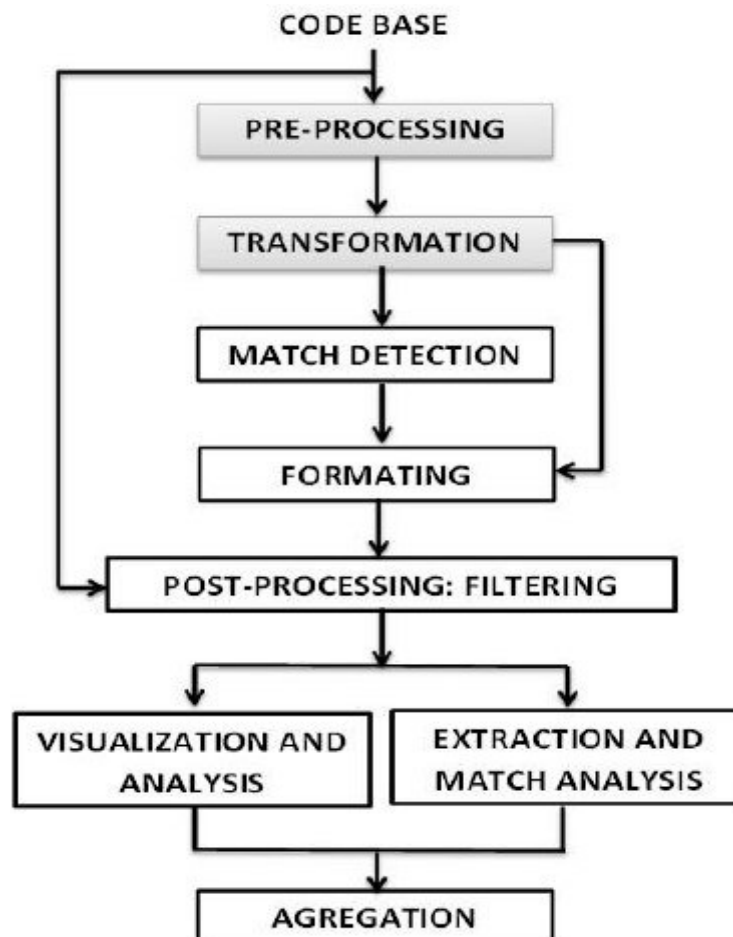 CODE BASE
PRE-PROCESSING
TRANSFORMATION
MATCH DETECTION
FORMATING
POST-PROCESSING: FILTERING
VISUALIZATION AND
ANALYSIS
EXTRACTION AND
MATCH ANALYSIS
AGREGATION